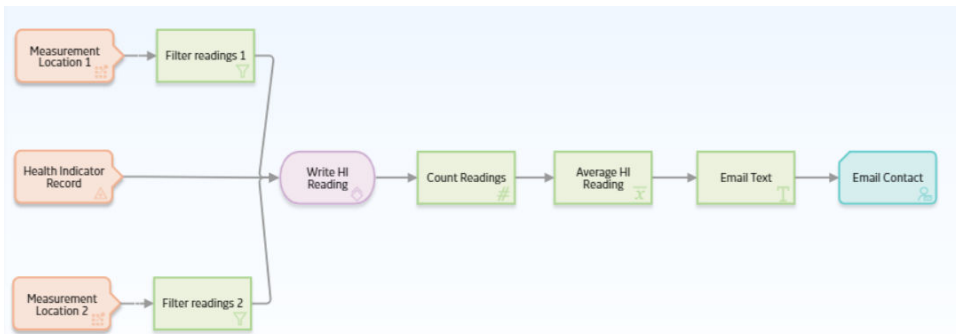 Measurement
Location 1
Filter readings 1
Health Indicator
Record
Write HI
Reading
Count Readings
#
Average HI
Reading
x
Email Text
T
Email Contact
Measurement
Location 2
Filter readings 2